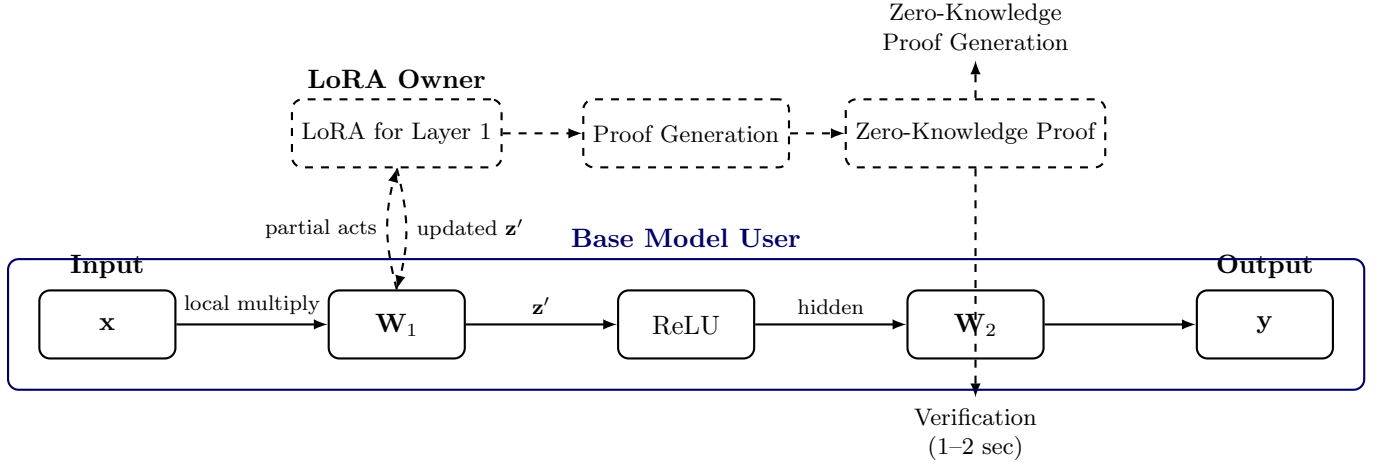 Zero-Knowledge
Proof Generation
LoRA Owner
LoRA for Layer 1
Proof Generation
Zero-Knowledge Proof
partial acts
updated z′
Base Model User
Input
Output
x
local multiply
W₁
z′
ReLU
hidden
W₂
y
Verification
(1–2 sec)